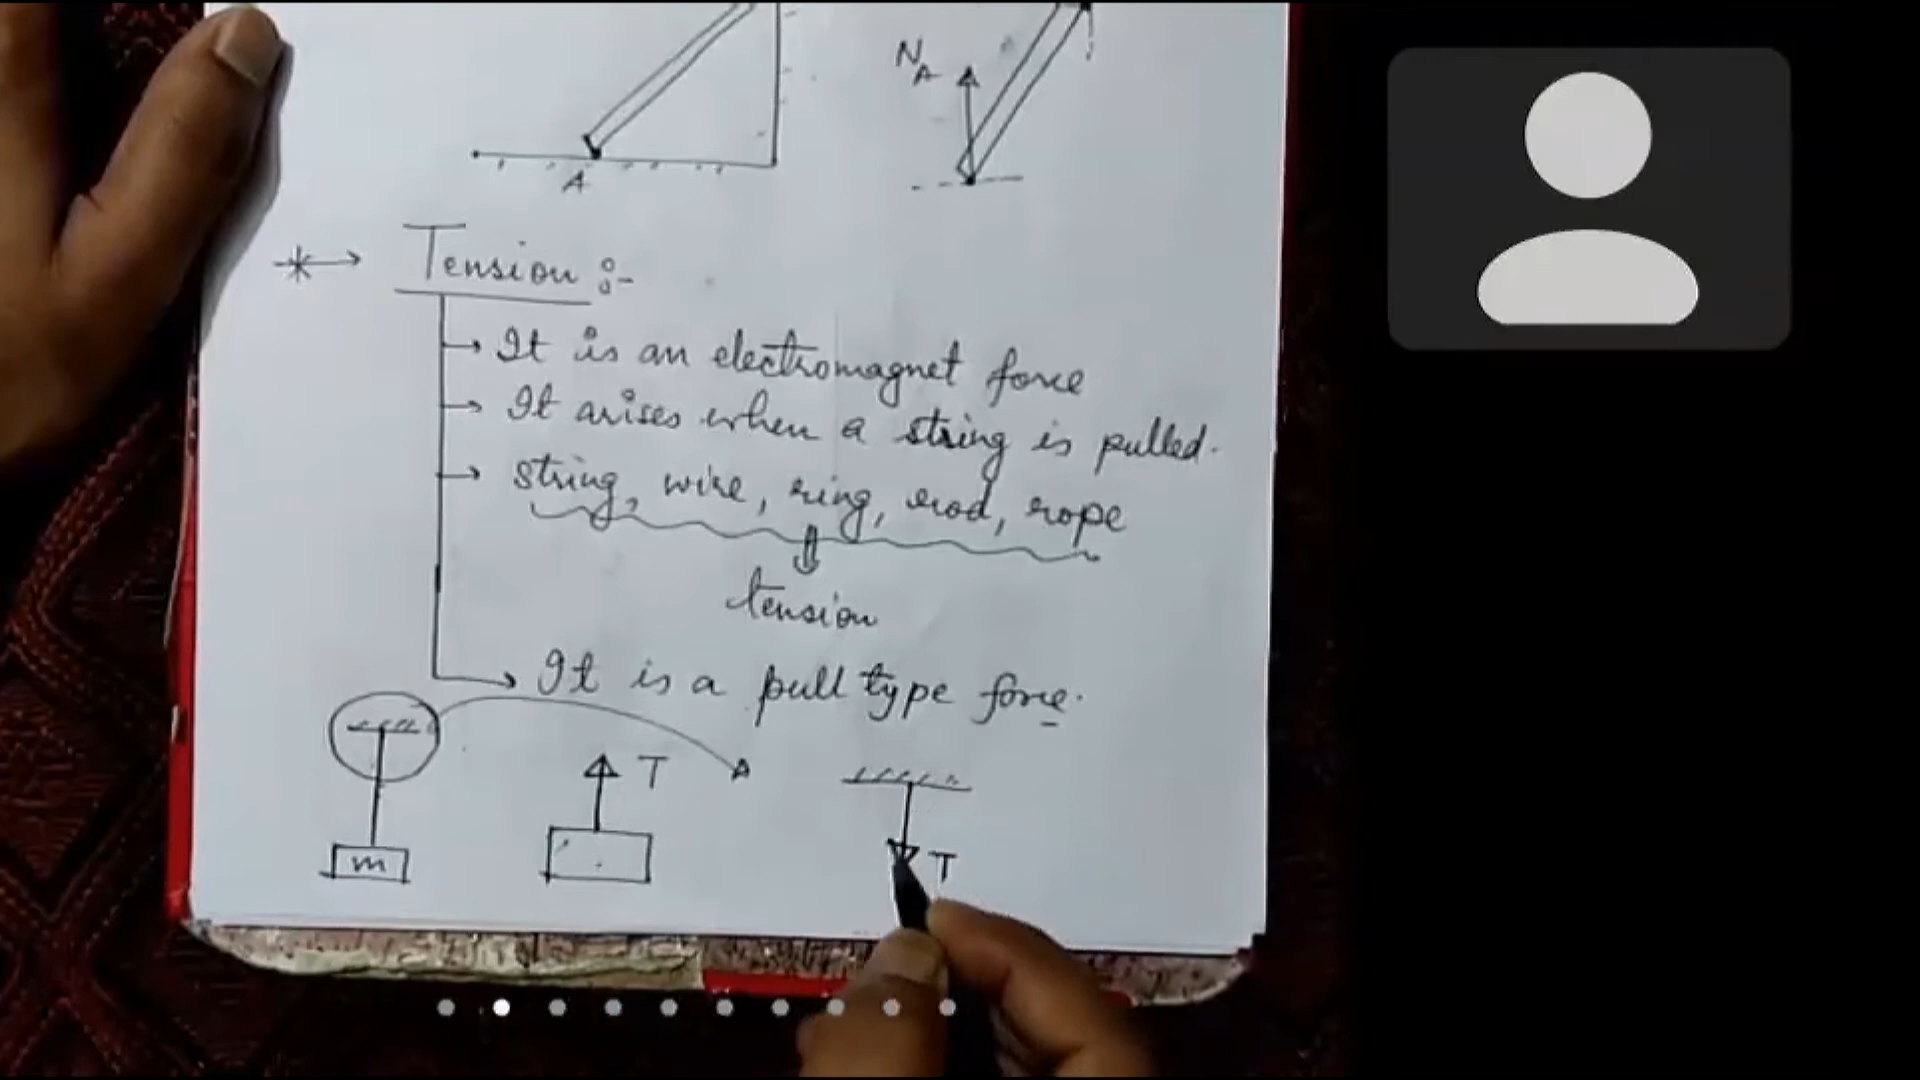 A
N_A
Tension :-
It is an electromagnet force
It arises when a string is pulled.
string, wire, ring, rod, rope
tension
It is a pull type force.
m
T
T